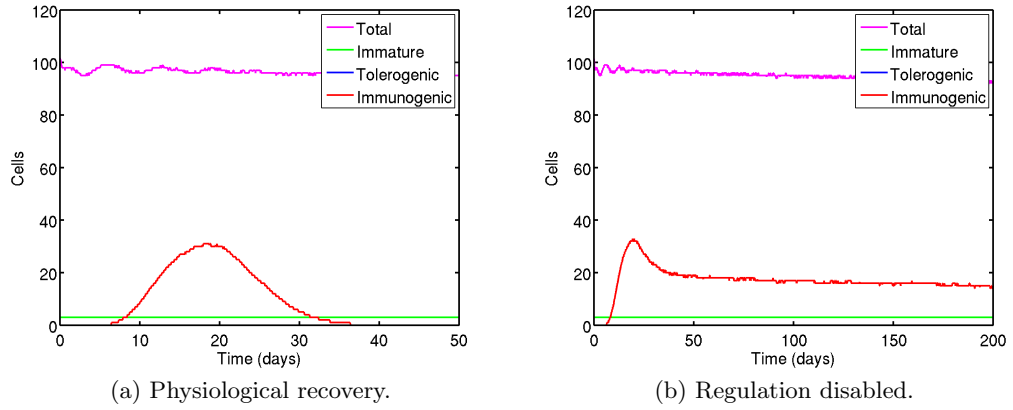 120
100
80
60
40
20
0
Cells
0 10 20 30 40 50
Time (days)
Total
Immature
Tolerogenic
Immunogenic
(a) Physiological recovery.
120
100
80
60
40
20
0
Cells
0 50 100 150 200
Time (days)
Total
Immature
Tolerogenic
Immunogenic
(b) Regulation disabled.